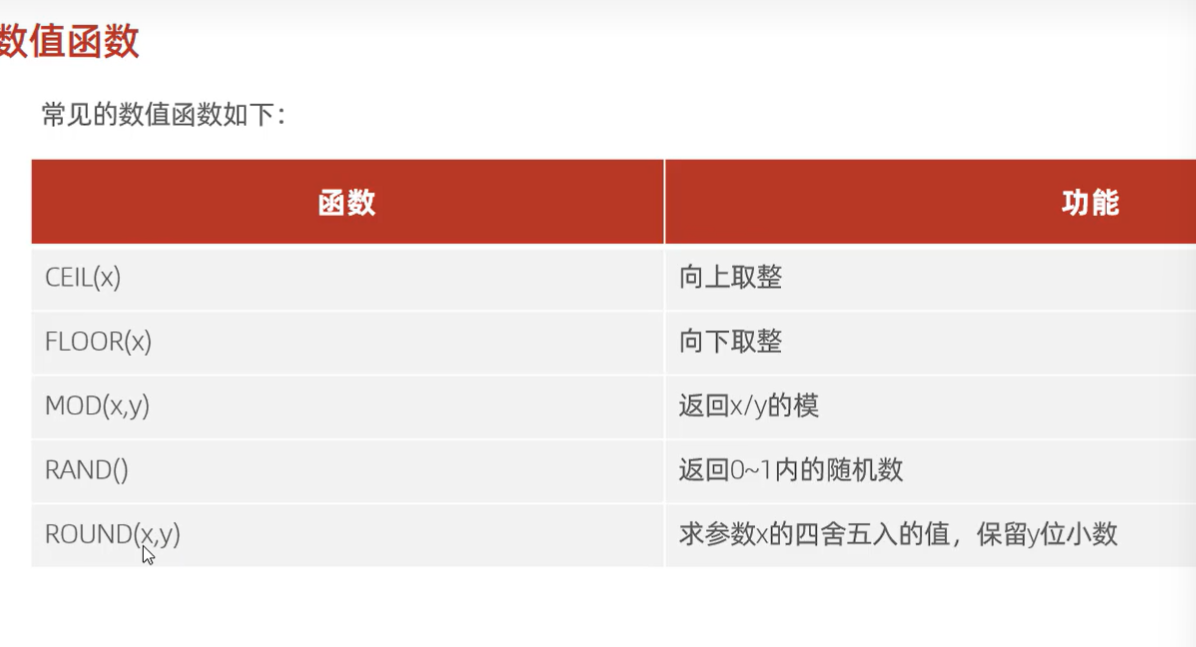 数值函数
常见的数值函数如下：
函数 功能
CEIL(x) 向上取整
FLOOR(x) 向下取整
MOD(x,y) 返回x/y的模
RAND() 返回0~1内的随机数
ROUND(x,y) 求参数x的四舍五入的值，保留y位小数